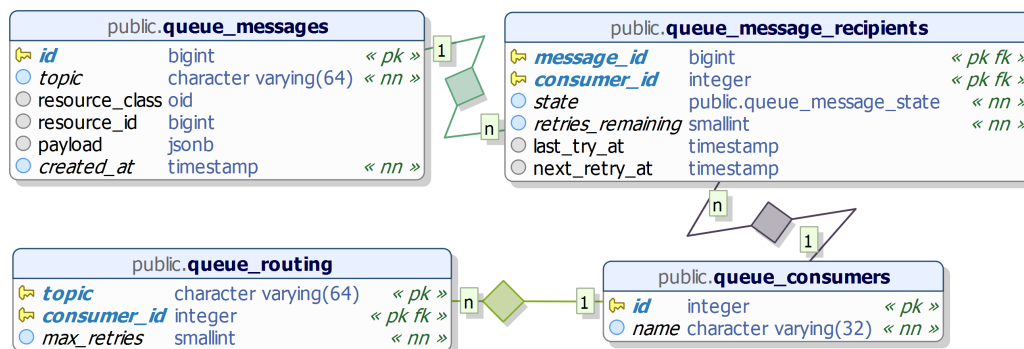 public.queue_messages
id bigint « pk »
topic character varying(64) « nn »
resource_class oid
resource_id bigint
payload jsonb
created_at timestamp « nn »
1
n
public.queue_message_recipients
message_id bigint « pk fk »
consumer_id integer « pk fk »
state public.queue_message_state « nn »
retries_remaining smallint « nn »
last_try_at timestamp
next_retry_at timestamp
n
1
public.queue_routing
topic character varying(64) « pk »
consumer_id integer « pk fk »
max_retries smallint « nn »
n
1
public.queue_consumers
id integer « pk »
name character varying(32) « nn »